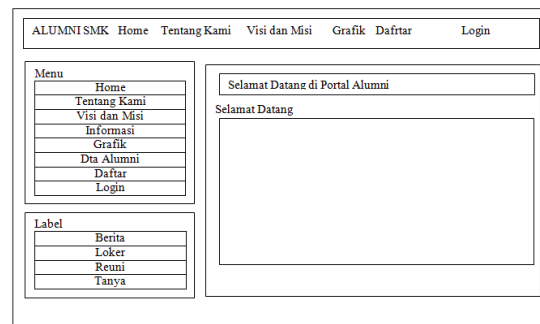 ALUMNI SMK Home Tentang Kami Visi dan Misi Grafik Dafrtar Login
Menu
Home
Tentang Kami
Visi dan Misi
Informasi
Grafik
Dta Alumni
Daftar
Login
Label
Berita
Loker
Reuni
Tanya
Selamat Datang di Portal Alumni
Selamat Datang